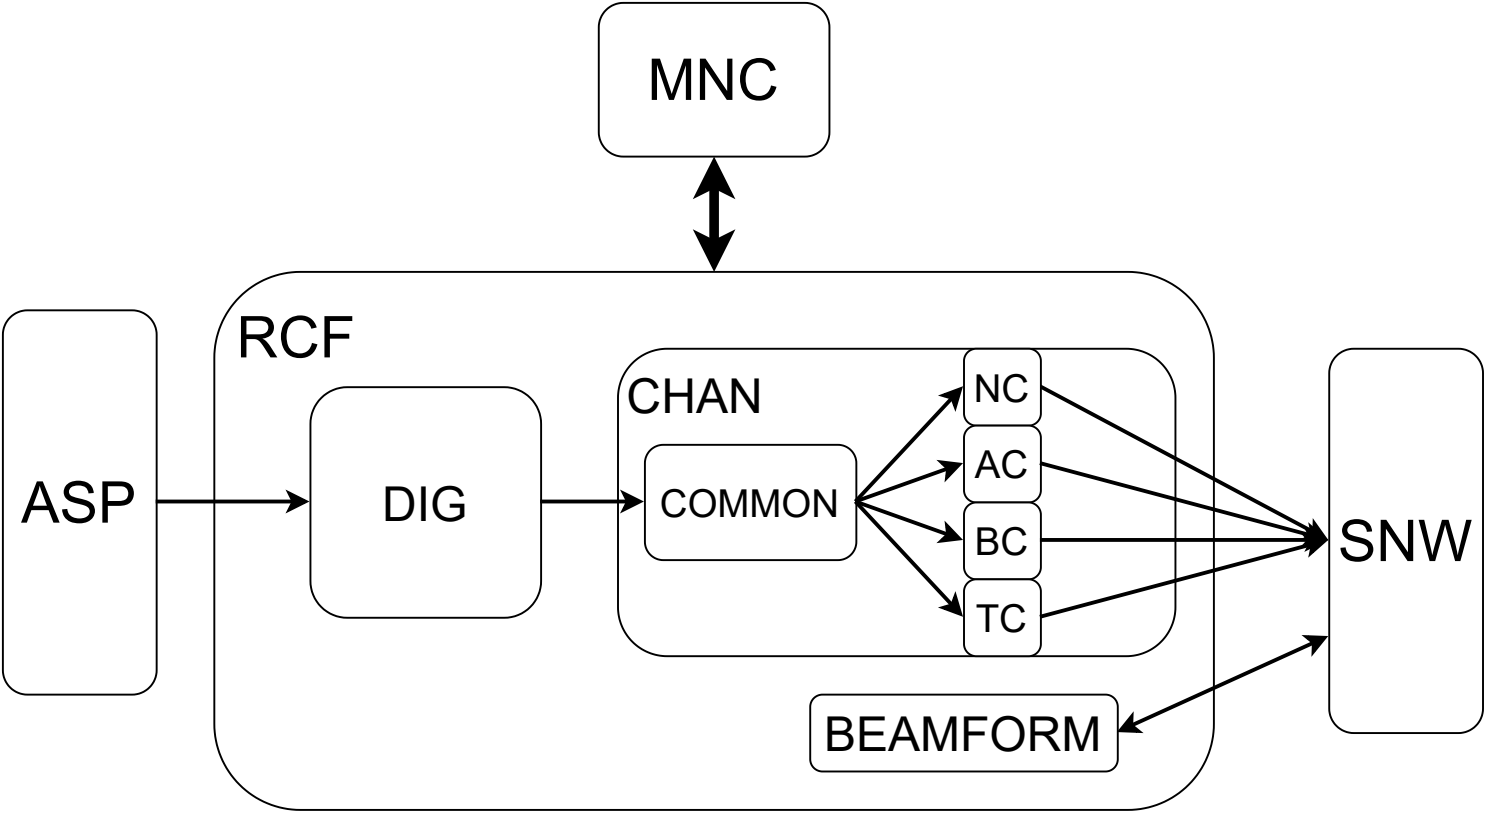 MNC
RCF
ASP
DIG
CHAN
COMMON
NC
AC
BC
TC
SNW
BEAMFORM